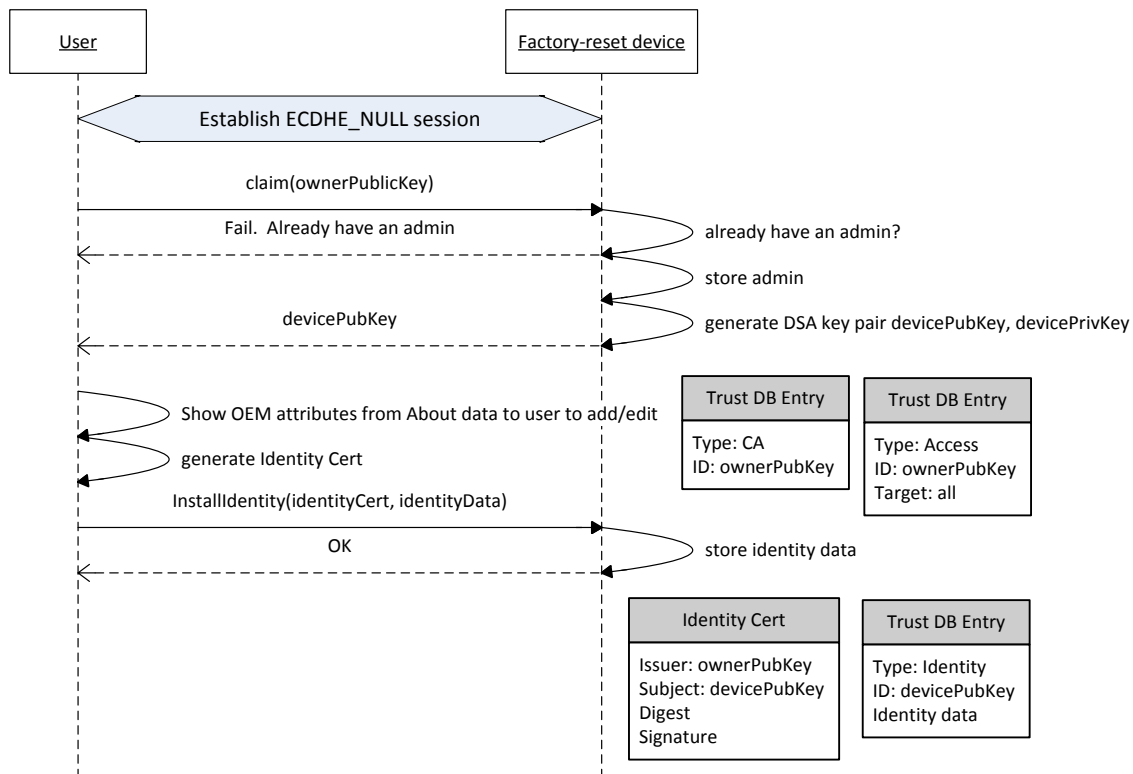 User
Factory-reset device
Establish ECDHE_NULL session
claim(ownerPublicKey)
Fail.  Already have an admin
already have an admin?
store admin
devicePubKey
generate DSA key pair devicePubKey, devicePrivKey
Show OEM attributes from About data to user to add/edit
generate Identity Cert
Trust DB Entry
Type: CA
ID: ownerPubKey
Trust DB Entry
Type: Access
ID: ownerPubKey
Target: all
InstallIdentity(identityCert, identityData)
OK
store identity data
Identity Cert
Issuer: ownerPubKey
Subject: devicePubKey
Digest
Signature
Trust DB Entry
Type: Identity
ID: devicePubKey
Identity data